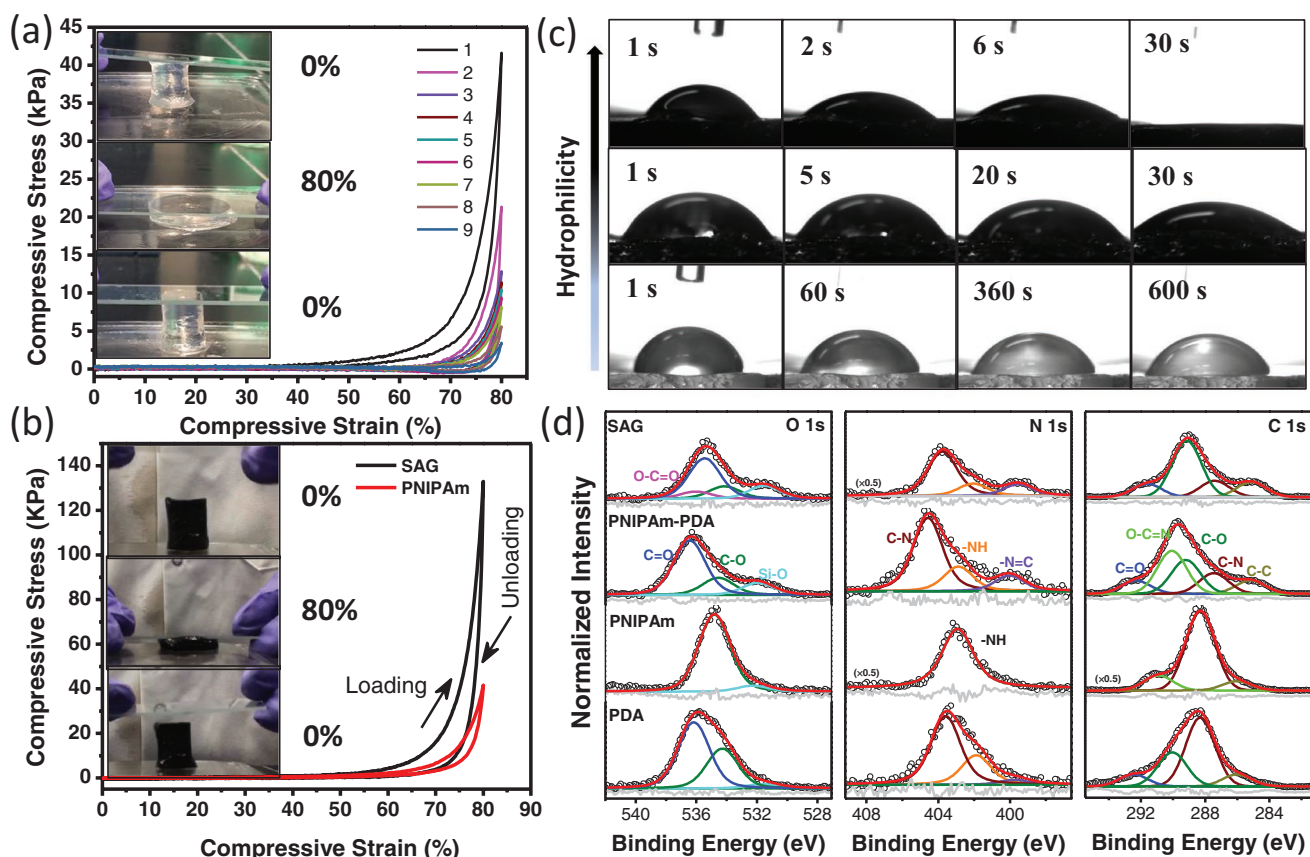 (a)
45
40
35
30
25
20
15
10
5
0
Compressive Stress (kPa)
0%
80%
0%
1
2
3
4
5
6
7
8
9
0 10 20 30 40 50 60 70 80
Compressive Strain (%)
(b)
140
120
100
80
60
40
20
0
Compressive Stress (KPa)
0%
80%
0%
SAG
PNIPAm
Loading
Unloading
0 10 20 30 40 50 60 70 80 90
Compressive Strain (%)
(c)
Hydrophilicity
1 s 2 s 6 s 30 s
1 s 5 s 20 s 30 s
1 s 60 s 360 s 600 s
(d)
Normalized Intensity
SAG O 1s
O-C=O
PNIPAm-PDA
C=O C-O Si-O
PNIPAm
PDA
540 536 532 528
Binding Energy (eV)
N 1s
(x0.5)
C-N -NH -N=C
-NH
(x0.5)
408 404 400
Binding Energy (eV)
C 1s
O-C=N C-O
C=O C-N C-C
(x0.5)
292 288 284
Binding Energy (eV)